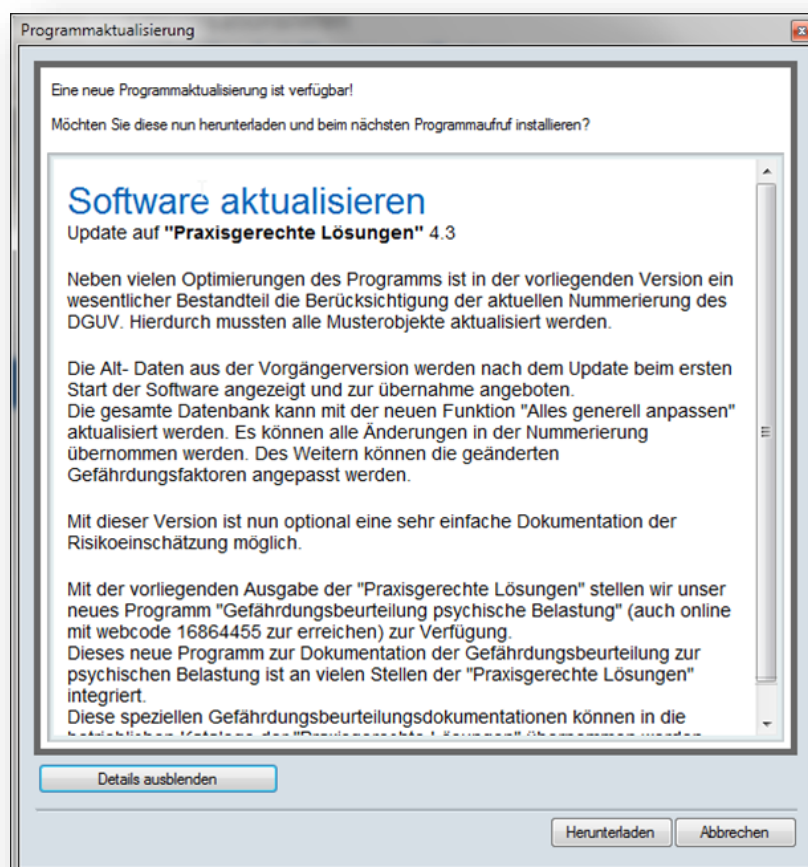 Programmaktualisierung
Eine neue Programmaktualisierung ist verfügbar!
Möchten Sie diese nun herunterladen und beim nächsten Programmaufruf installieren?
Software aktualisieren
Update auf "Praxisgerechte Lösungen" 4.3
Neben vielen Optimierungen des Programms ist in der vorliegenden Version ein
wesentlicher Bestandteil die Berücksichtigung der aktuellen Nummerierung des
DGUV. Hierdurch mussten alle Musterobjekte aktualisiert werden.
Die Alt- Daten aus der Vorgängerversion werden nach dem Update beim ersten
Start der Software angezeigt und zur übernahme angeboten.
Die gesamte Datenbank kann mit der neuen Funktion "Alles generell anpassen"
aktualisiert werden. Es können alle Änderungen in der Nummerierung
übernommen werden. Des Weitern können die geänderten
Gefährdungsfaktoren angepasst werden.
Mit dieser Version ist nun optional eine sehr einfache Dokumentation der
Risikoeinschätzung möglich.
Mit der vorliegenden Ausgabe der "Praxisgerechte Lösungen" stellen wir unser
neues Programm "Gefährdungsbeurteilung psychische Belastung" (auch online
mit webcode 16864455 zur erreichen) zur Verfügung.
Dieses neue Programm zur Dokumentation der Gefährdungsbeurteilung zur
psychischen Belastung ist an vielen Stellen der "Praxisgerechte Lösungen"
integriert.
Diese speziellen Gefährdungsbeurteilungsdokumentationen können in die
Details ausblenden
Herunterladen
Abbrechen